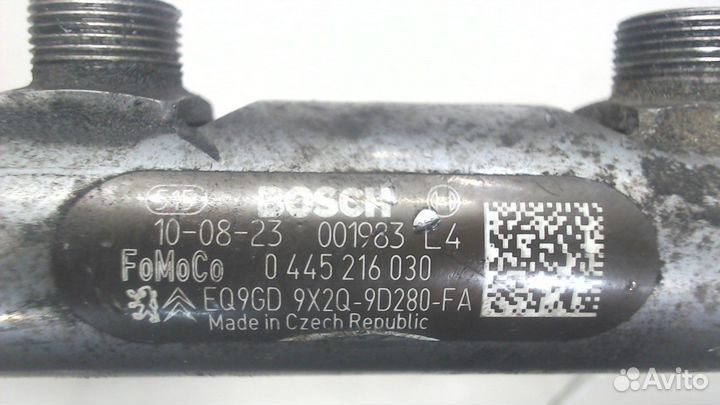 BOSCH
10-08-23 001983 L4
FoMoCo 0 445 216 030
EQ9GD 9X2Q-9D280-FA
Made in Czech Republic
Avito